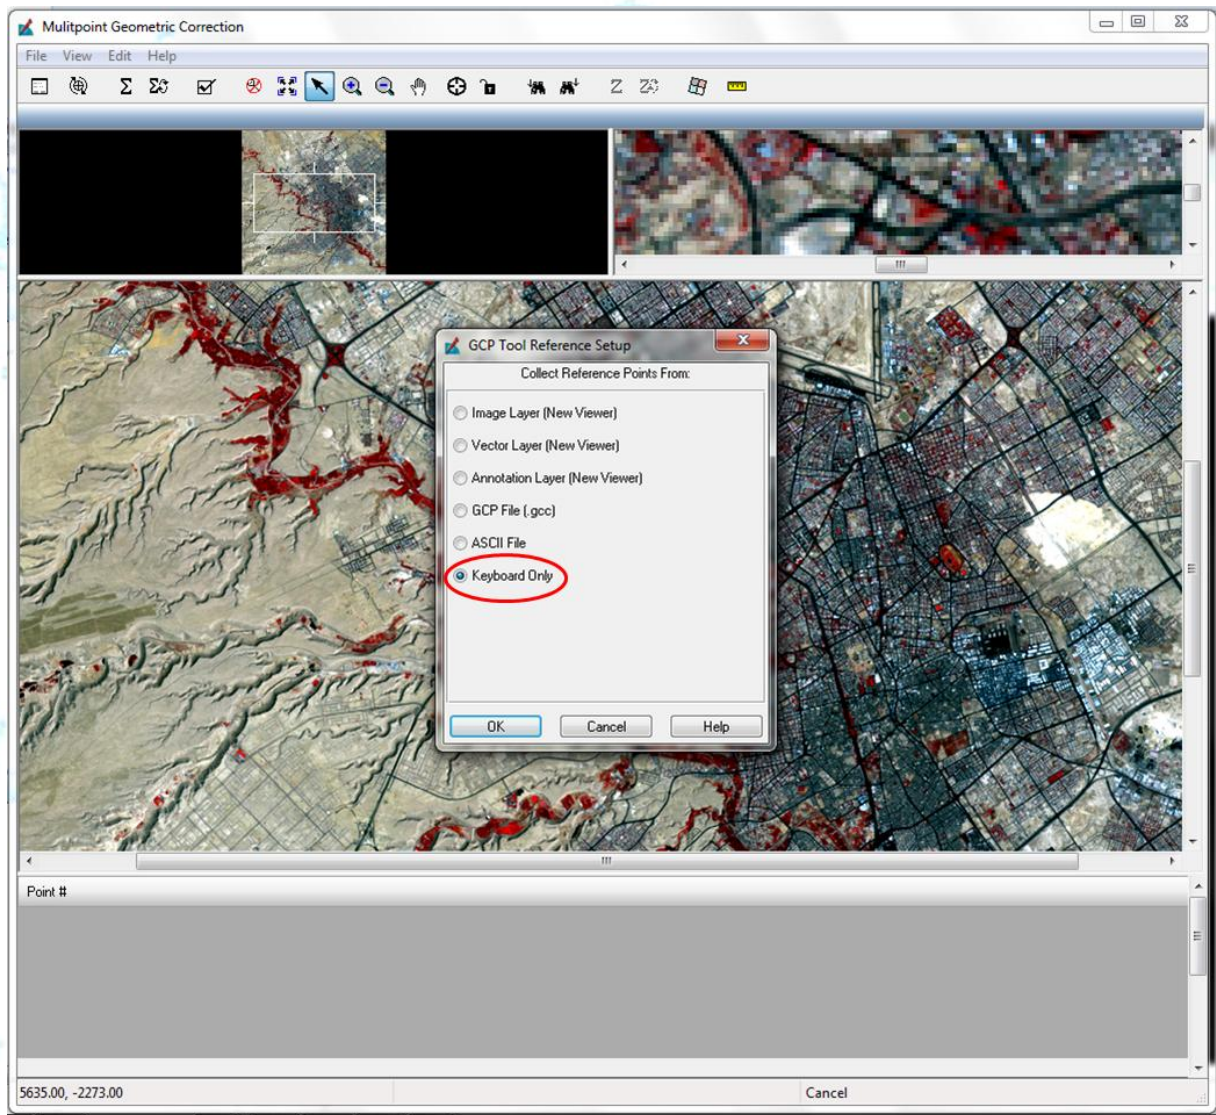 Mulitpoint Geometric Correction
File View Edit Help
GCP Tool Reference Setup
Collect Reference Points From:
Image Layer (New Viewer)
Vector Layer (New Viewer)
Annotation Layer (New Viewer)
GCP File (.gcc)
ASCII File
Keyboard Only
OK Cancel Help
Point #
5635.00, -2273.00 Cancel